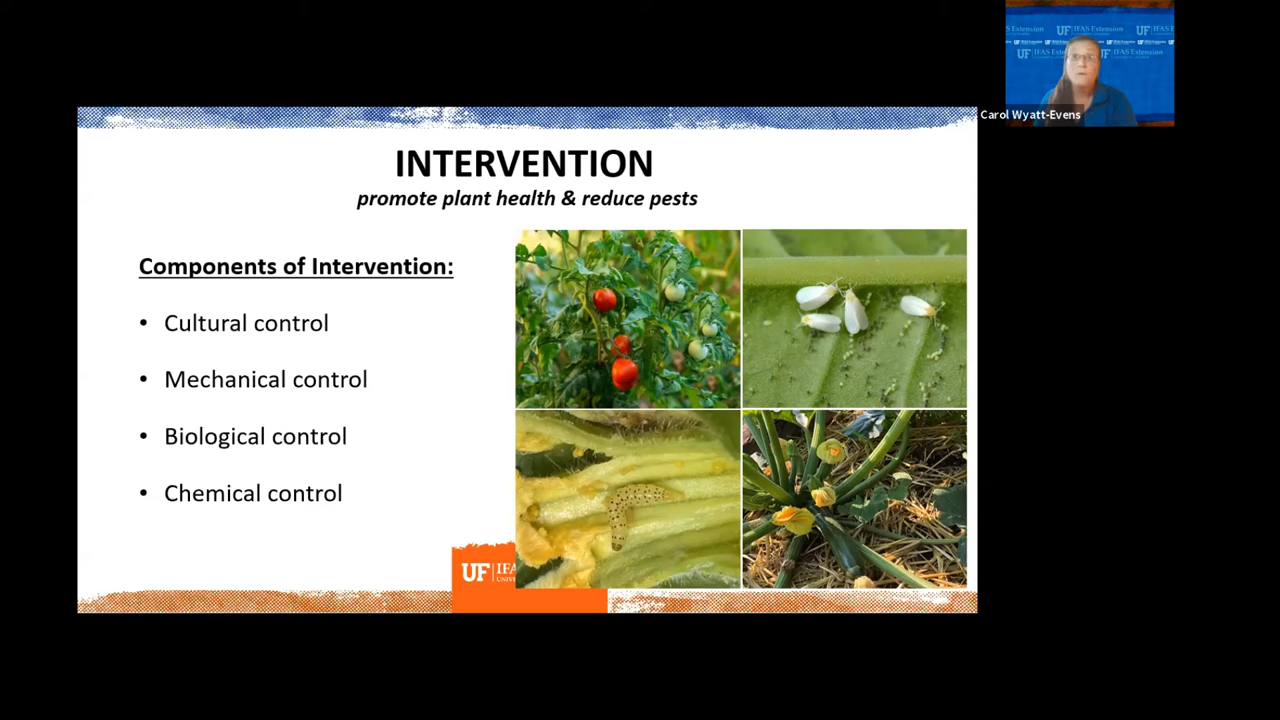 UF IFAS Extension
Carol Wyatt-Evens
INTERVENTION
promote plant health & reduce pests
Components of Intervention:
• Cultural control
• Mechanical control
• Biological control
• Chemical control
UF